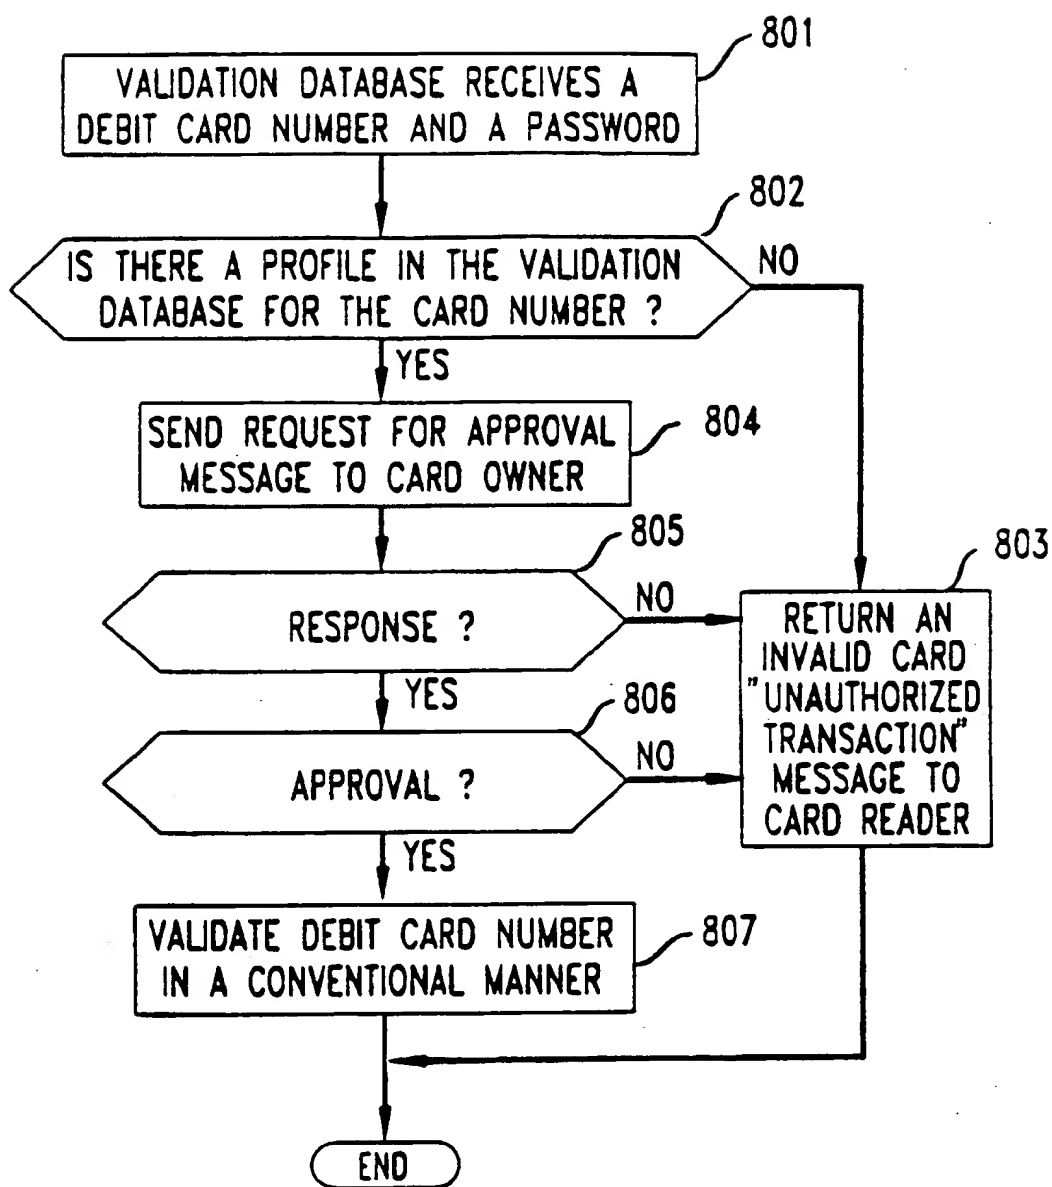 801
VALIDATION DATABASE RECEIVES A
DEBIT CARD NUMBER AND A PASSWORD
802
IS THERE A PROFILE IN THE VALIDATION
DATABASE FOR THE CARD NUMBER ?
NO
YES
SEND REQUEST FOR APPROVAL
MESSAGE TO CARD OWNER
804
805
RESPONSE ?
NO
YES
803
RETURN AN
INVALID CARD
"UNAUTHORIZED
TRANSACTION"
MESSAGE TO
CARD READER
806
APPROVAL ?
NO
YES
VALIDATE DEBIT CARD NUMBER
IN A CONVENTIONAL MANNER
807
END